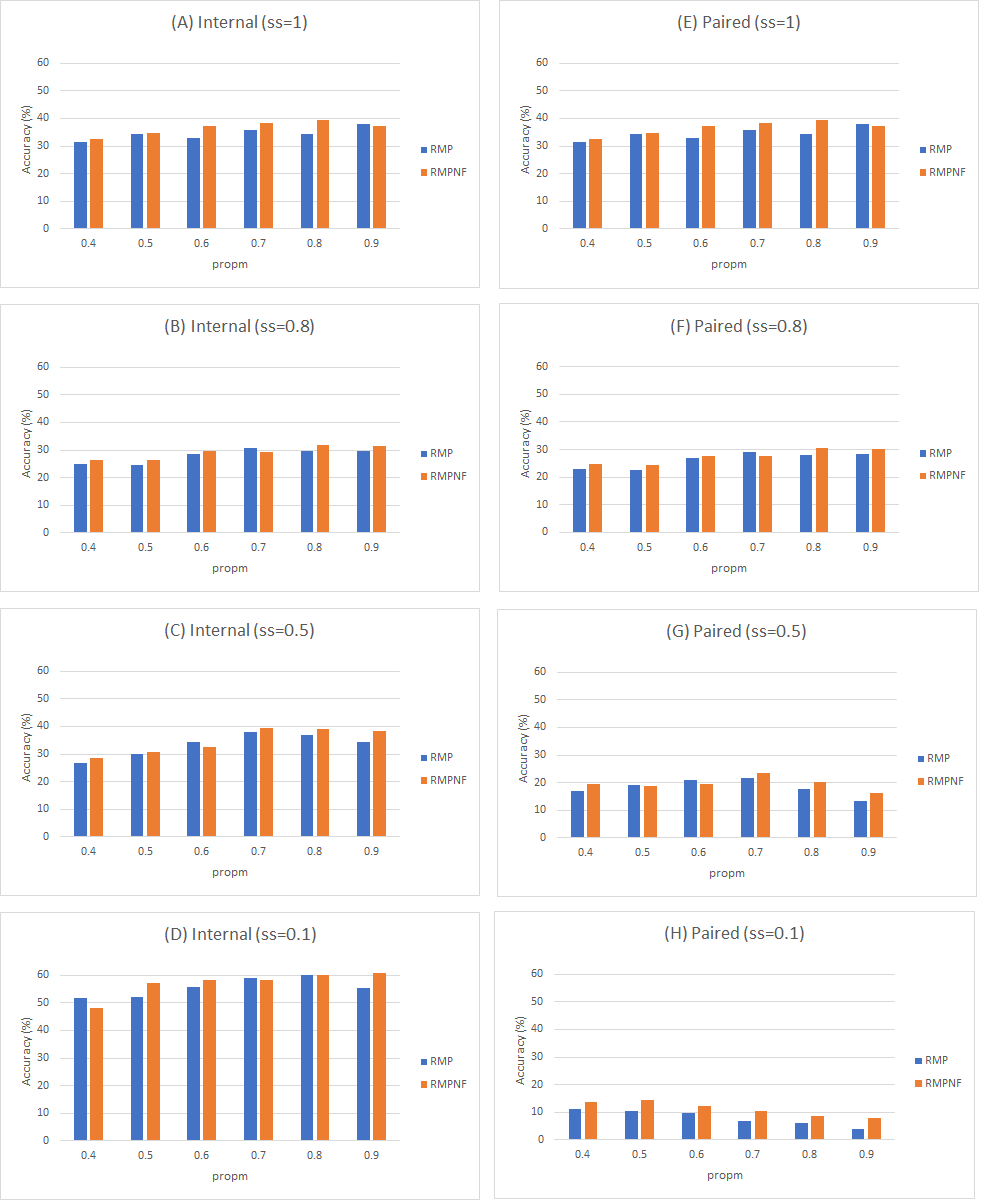 (A) Internal (ss=1)
60
50
40
30
20
10
0
Accuracy (%)
0.4 0.5 0.6 0.7 0.8 0.9
propm
RMP
RMPNF
(E) Paired (ss=1)
60
50
40
30
20
10
0
Accuracy (%)
0.4 0.5 0.6 0.7 0.8 0.9
propm
RMP
RMPNF
(B) Internal (ss=0.8)
60
50
40
30
20
10
0
Accuracy (%)
0.4 0.5 0.6 0.7 0.8 0.9
propm
RMP
RMPNF
(F) Paired (ss=0.8)
60
50
40
30
20
10
0
Accuracy (%)
0.4 0.5 0.6 0.7 0.8 0.9
propm
RMP
RMPNF
(C) Internal (ss=0.5)
60
50
40
30
20
10
0
Accuracy (%)
0.4 0.5 0.6 0.7 0.8 0.9
propm
RMP
RMPNF
(G) Paired (ss=0.5)
60
50
40
30
20
10
0
Accuracy (%)
0.4 0.5 0.6 0.7 0.8 0.9
propm
RMP
RMPNF
(D) Internal (ss=0.1)
60
50
40
30
20
10
0
Accuracy (%)
0.4 0.5 0.6 0.7 0.8 0.9
propm
RMP
RMPNF
(H) Paired (ss=0.1)
60
50
40
30
20
10
0
Accuracy (%)
0.4 0.5 0.6 0.7 0.8 0.9
propm
RMP
RMPNF